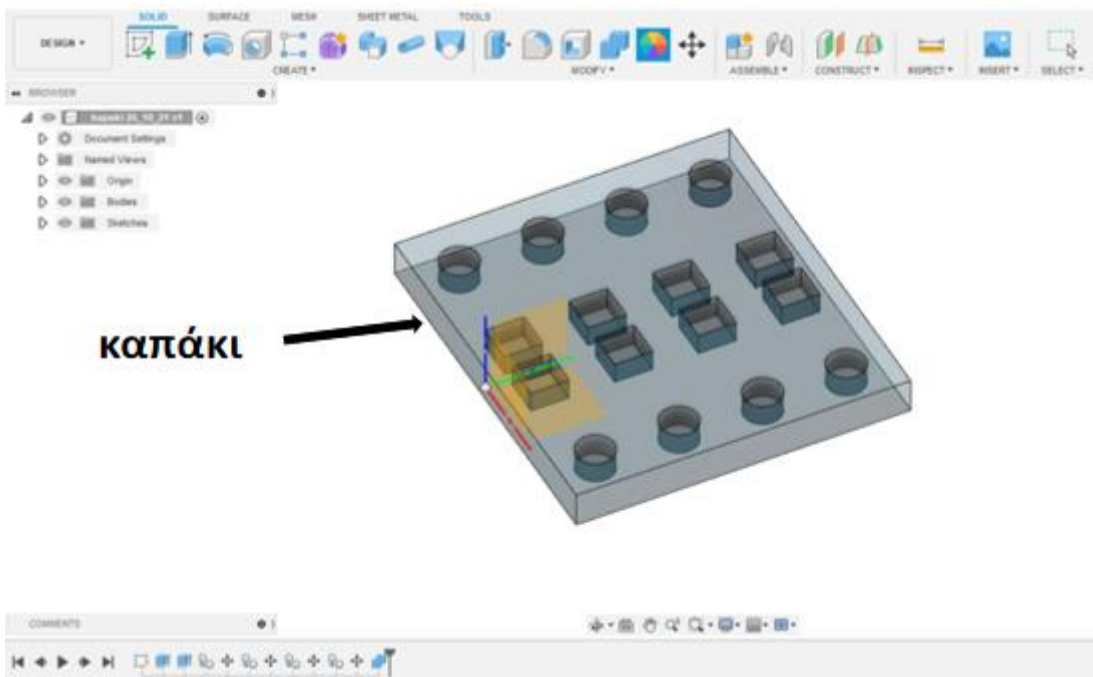 SOLID SURFACE MESH SHEET METAL TOOLS
DESIGN
CREATE MODIFY ASSEMBLE CONSTRUCT INSPECT INSERT SELECT
BROWSER
Document Settings
Named Views
Origin
Bodies
Sketches
καπάκι
COMMENTS